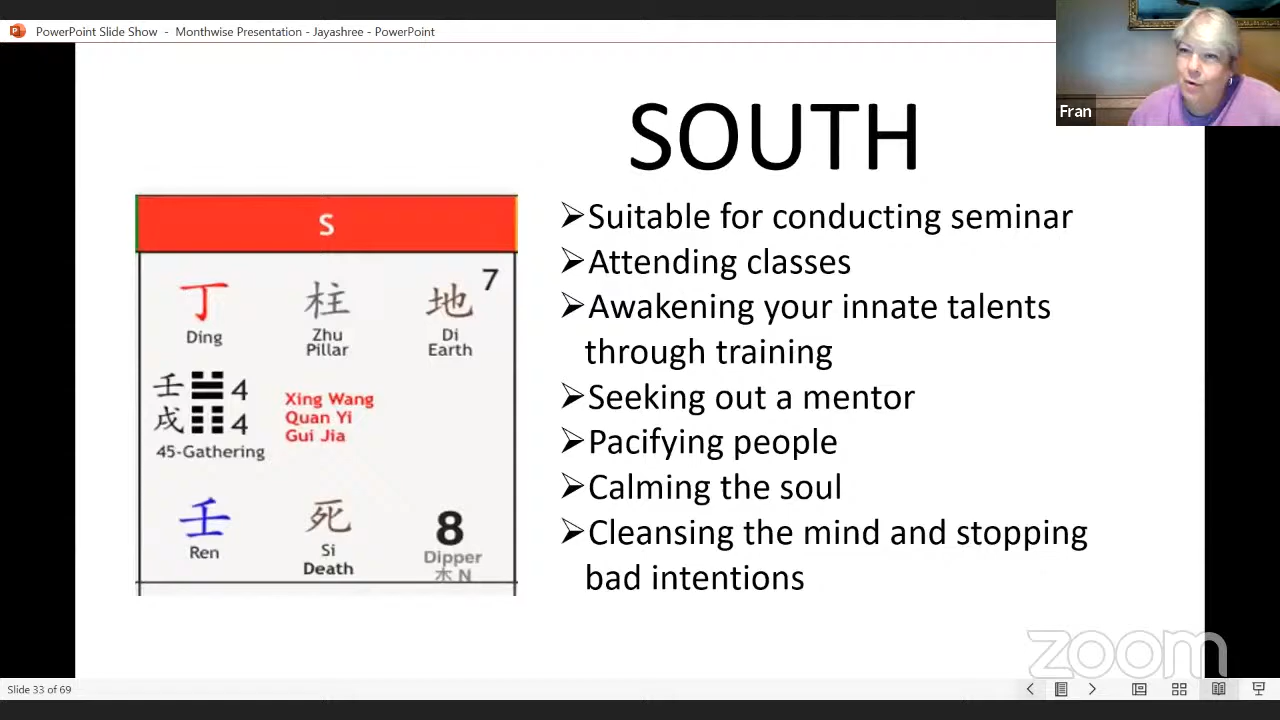 PowerPoint Slide Show - Monthwise Presentation - Jayashree - PowerPoint
Fran
SOUTH
S
丁 柱 地 7
Ding Zhu Di
Pillar Earth
壬 4
戌 4
45-Gathering
Xing Wang
Quan Yi
Gui Jia
壬 死 8
Ren Si Dipper
Death 木 N
➢Suitable for conducting seminar
➢Attending classes
➢Awakening your innate talents
through training
➢Seeking out a mentor
➢Pacifying people
➢Calming the soul
➢Cleansing the mind and stopping
bad intentions
zoom
Slide 33 of 69